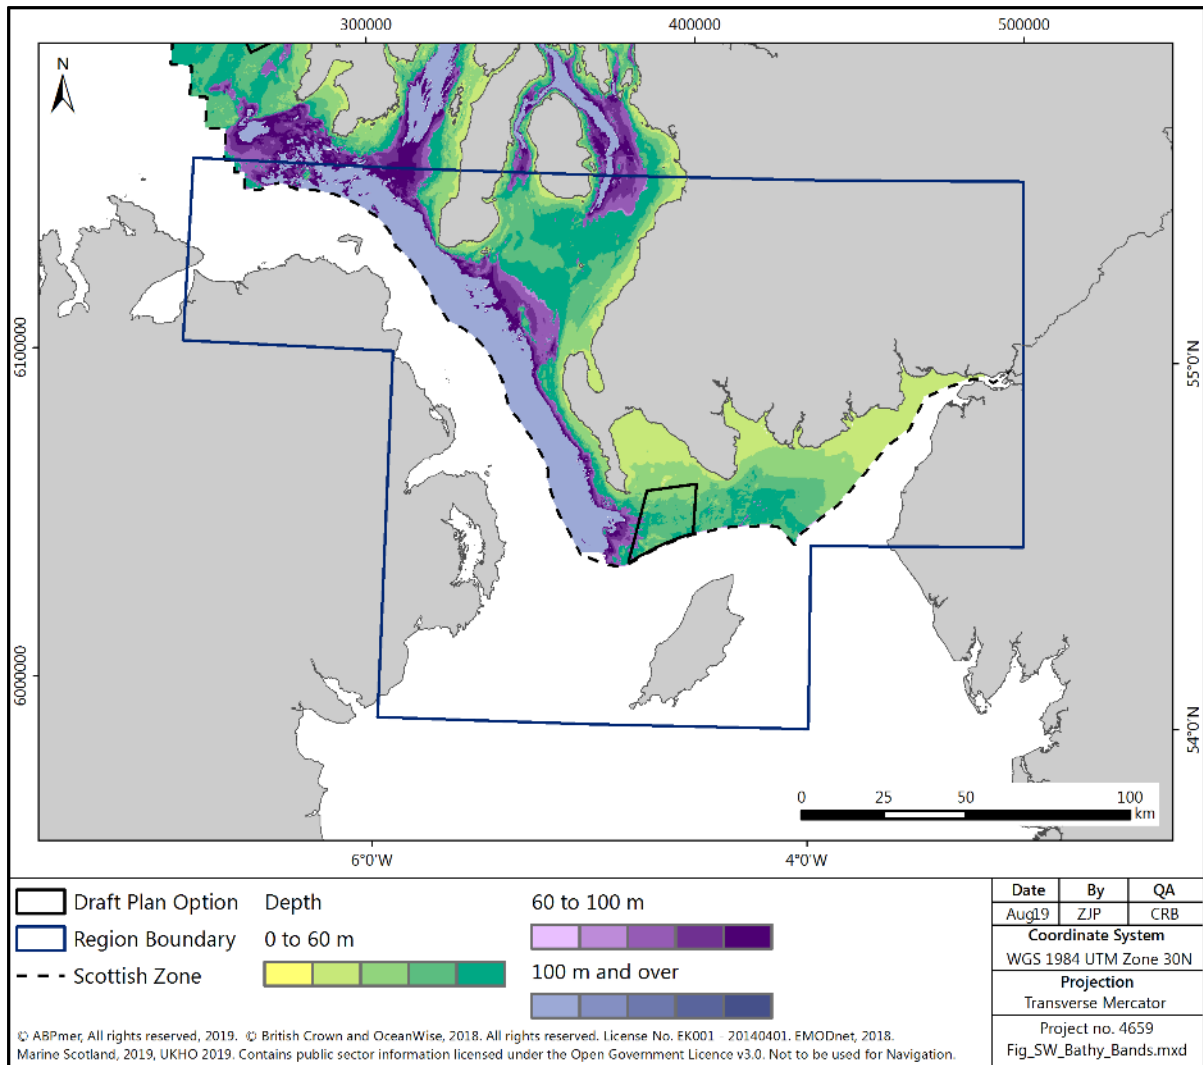 300000 400000 500000
N
6100000
55°0'N
6000000
54°0'N
0 25 50 100
km
6°0'W 4°0'W
Draft Plan Option
Region Boundary
Scottish Zone
Depth
0 to 60 m
60 to 100 m
100 m and over
Date By QA
Aug19 ZJP CRB
Coordinate System
WGS 1984 UTM Zone 30N
Projection
Transverse Mercator
Project no. 4659
Fig_SW_Bathy_Bands.mxd
© ABPmer, All rights reserved, 2019. © British Crown and OceanWise, 2018. All rights reserved. License No. EK001 - 20140401. EMODnet, 2018.
Marine Scotland, 2019, UKHO 2019. Contains public sector information licensed under the Open Government Licence v3.0. Not to be used for Navigation.